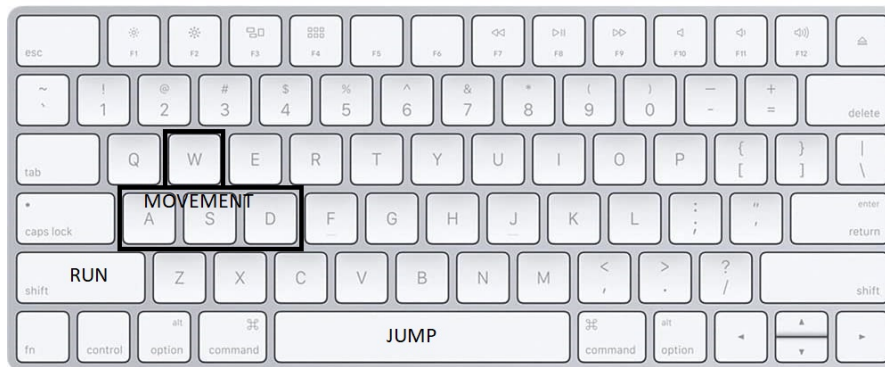 esc F1 F2 F3 F4 F5 F6 F7 F8 F9 F10 F11 F12
~ ! @ # $ % ^ & * ( ) — +
` 1 2 3 4 5 6 7 8 9 0 - = delete
tab Q W E R T Y U I O P { [ } ] | \
MOVEMENT
caps lock A S D F G H J K L : ; " ' enter return
shift RUN Z X C V B N M < , > . ? / shift
fn control alt option ⌘ command JUMP ⌘ command alt option